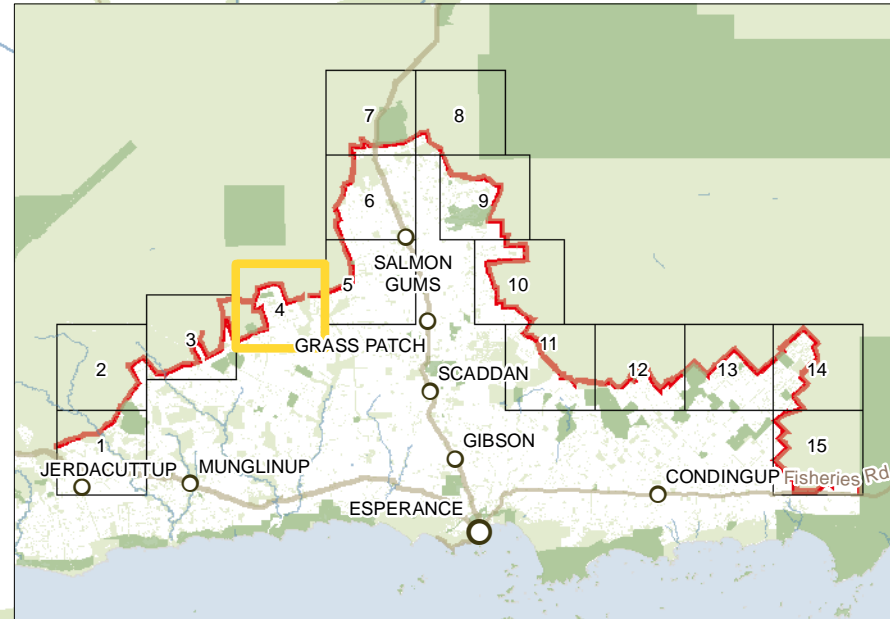 7
8
6
9
SALMON
GUMS
5
10
4
3
11
GRASS PATCH
2
12
13
14
SCADDAN
1
15
GIBSON
JERDACUTTUP
MUNGLINUP
CONDINGUP
Fisheries Rd
ESPERANCE